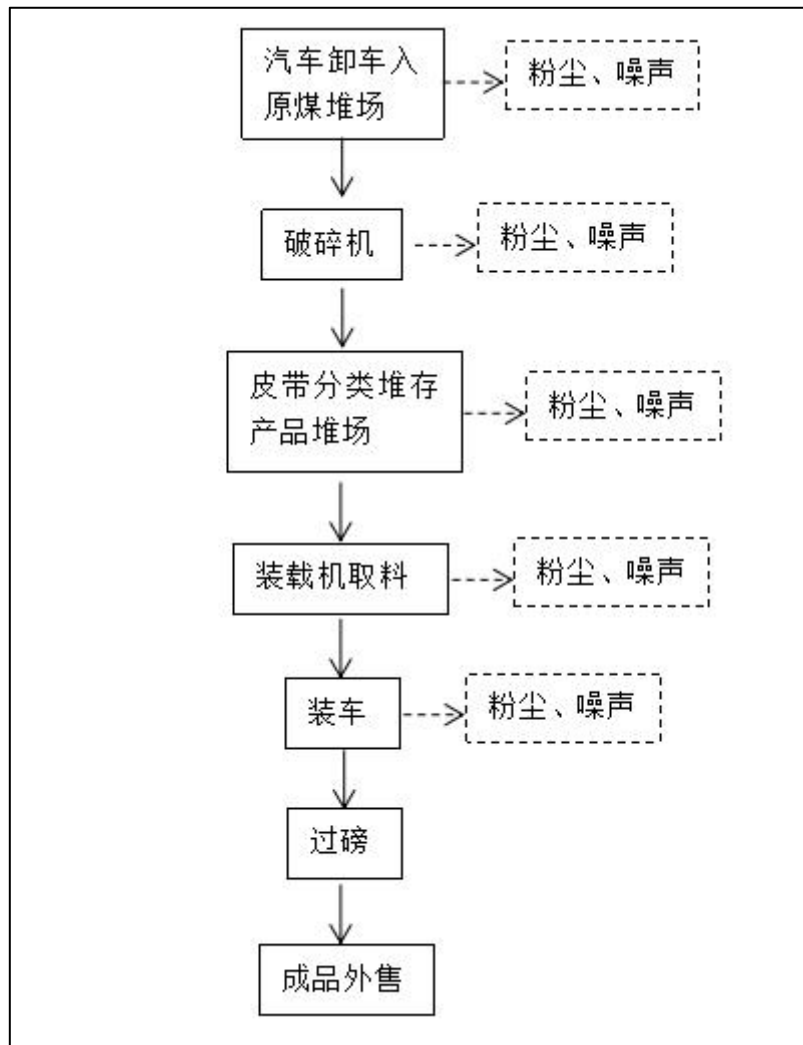 汽车卸车入
原煤堆场
粉尘、噪声
破碎机
粉尘、噪声
皮带分类堆存
产品堆场
粉尘、噪声
装载机取料
粉尘、噪声
装车
粉尘、噪声
过磅
成品外售